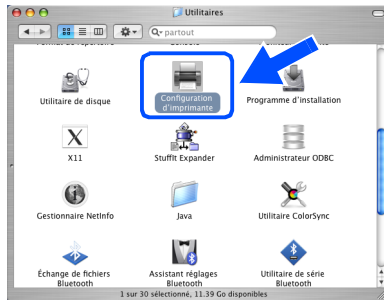 Utilitaires
partout
Utilitaire de disque
Configuration
d'imprimante
Programme d'installation
X11
StuffIt Expander
Administrateur ODBC
Gestionnaire NetInfo
Java
Utilitaire ColorSync
Échange de fichiers
Bluetooth
Assistant réglages
Bluetooth
Utilitaire de série
Bluetooth
1 sur 30 sélectionné, 11.39 Go disponibles